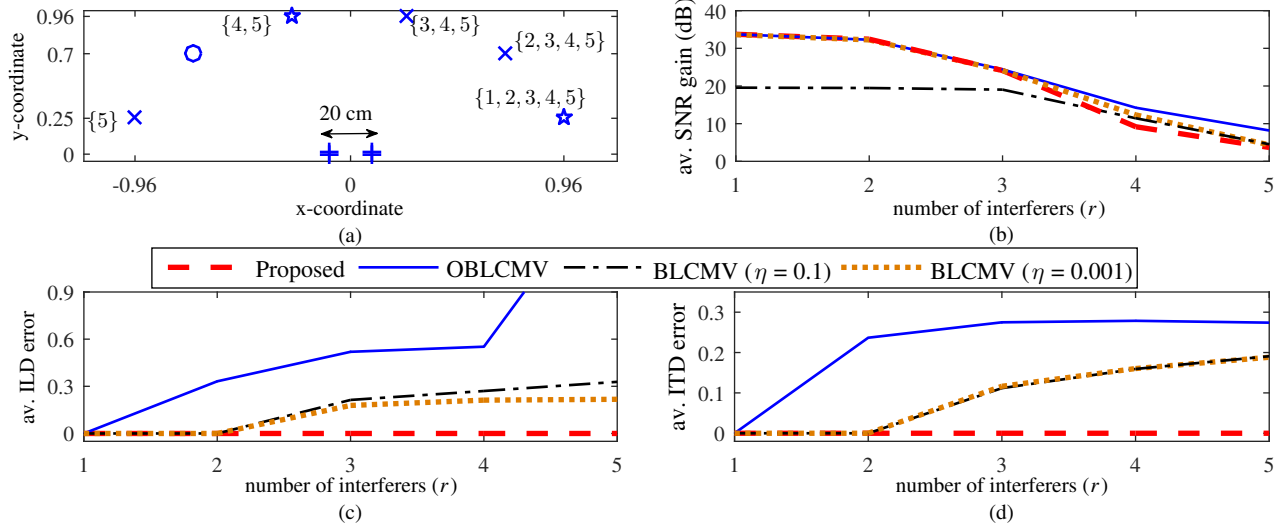 0.96
0.7
0.25
0
y-coordinate
{4, 5}
{3, 4, 5}
{2, 3, 4, 5}
{1, 2, 3, 4, 5}
{5}
20 cm
-0.96 0 0.96
x-coordinate
(a)
40
30
20
10
0
av. SNR gain (dB)
1 2 3 4 5
number of interferers (r)
(b)
Proposed OBLCMV BLCMV (η = 0.1) BLCMV (η = 0.001)
0.9
0.6
0.3
0
av. ILD error
1 2 3 4 5
number of interferers (r)
(c)
0.3
0.2
0.1
0
av. ITD error
1 2 3 4 5
number of interferers (r)
(d)